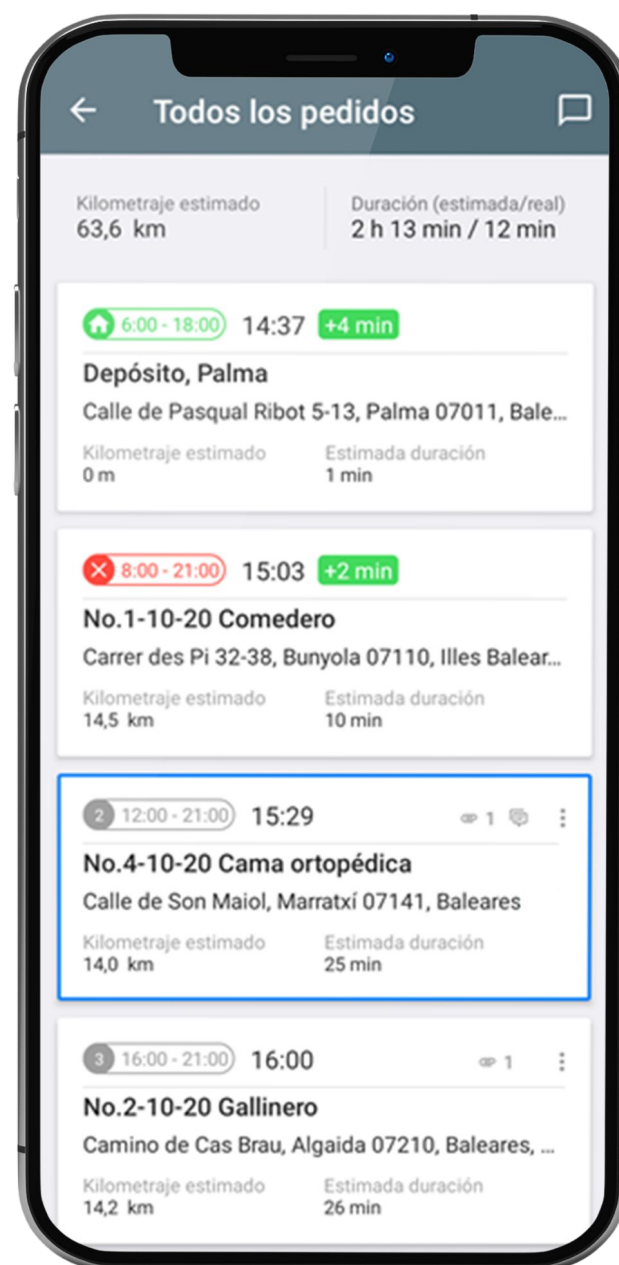 Todos los pedidos
Kilometraje estimado
63,6 km
Duración (estimada/real)
2 h 13 min / 12 min
6:00 - 18:00 14:37 +4 min
Depósito, Palma
Calle de Pasqual Ribot 5-13, Palma 07011, Bale...
Kilometraje estimado Estimada duración
0 m 1 min
8:00 - 21:00 15:03 +2 min
No.1-10-20 Comedero
Carrer des Pi 32-38, Bunyola 07110, Illes Balear...
Kilometraje estimado Estimada duración
14,5 km 10 min
2 12:00 - 21:00 15:29 1
No.4-10-20 Cama ortopédica
Calle de Son Maiol, Marratxí 07141, Baleares
Kilometraje estimado Estimada duración
14,0 km 25 min
3 16:00 - 21:00 16:00 1
No.2-10-20 Gallinero
Camino de Cas Brau, Algaida 07210, Baleares, ...
Kilometraje estimado Estimada duración
14,2 km 26 min